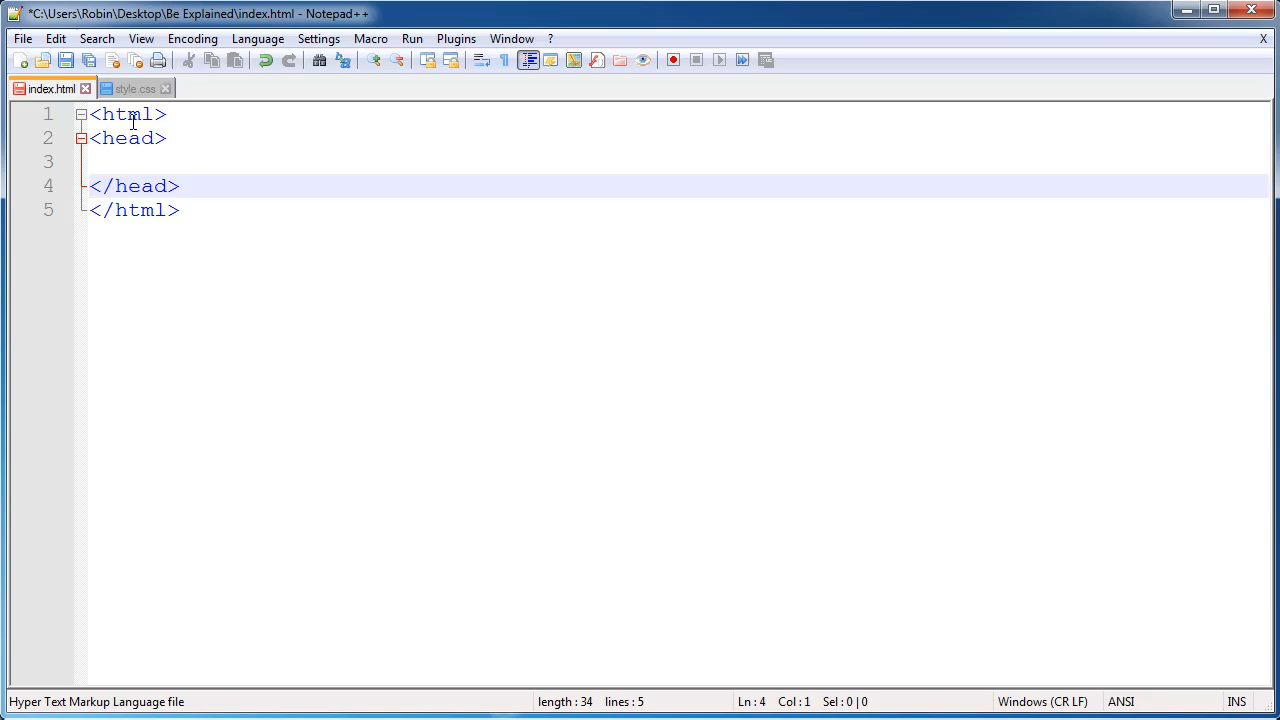 *C:\Users\Robin\Desktop\Be Explained\index.html - Notepad++
File Edit Search View Encoding Language Settings Macro Run Plugins Window ? X
index.html style.css
1 <html>
2 <head>
3
4 </head>
5 </html>
Hyper Text Markup Language file length : 34 lines : 5 Ln : 4 Col : 1 Sel : 0 | 0 Windows (CR LF) ANSI INS